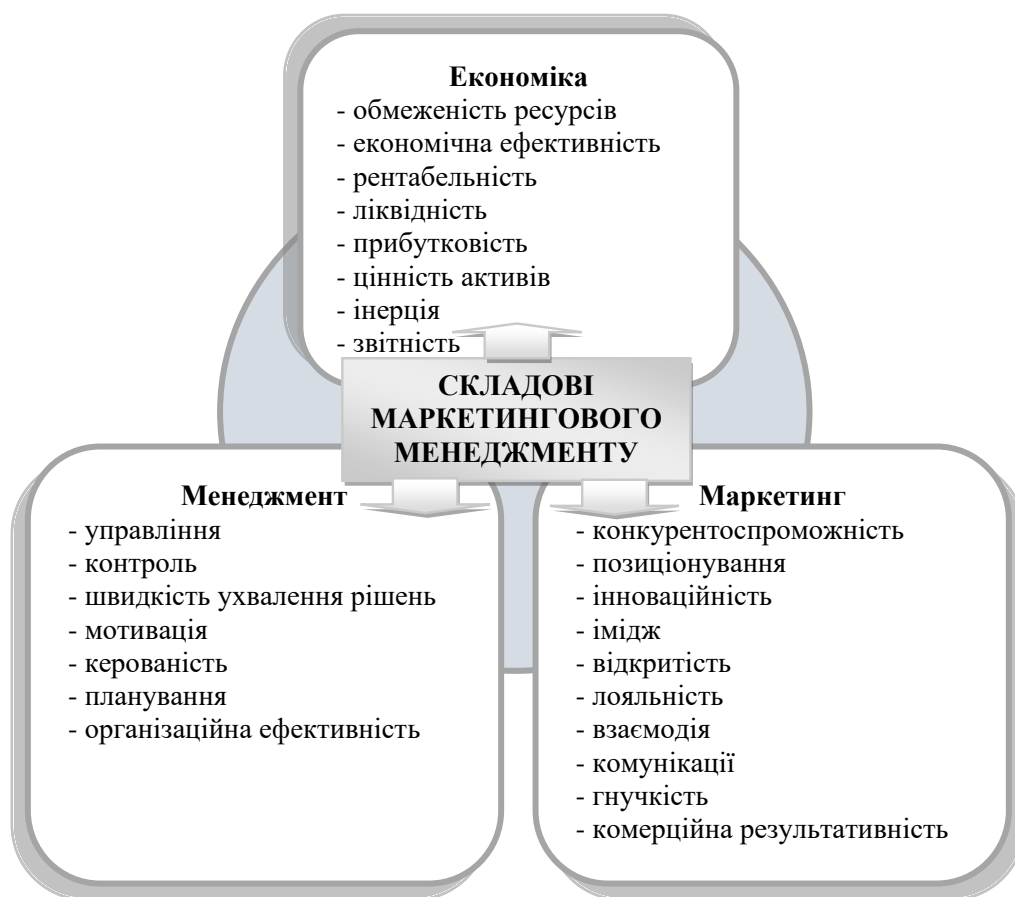 Економіка
- обмеженість ресурсів
- економічна ефективність
- рентабельність
- ліквідність
- прибутковість
- цінність активів
- інерція
- звітність
СКЛАДОВІ
МАРКЕТИНГОВОГО
МЕНЕДЖМЕНТУ
Менеджмент
- управління
- контроль
- швидкість ухвалення рішень
- мотивація
- керованість
- планування
- організаційна ефективність
Маркетинг
- конкурентоспроможність
- позиціонування
- інноваційність
- імідж
- відкритість
- лояльність
- взаємодія
- комунікації
- гнучкість
- комерційна результативність